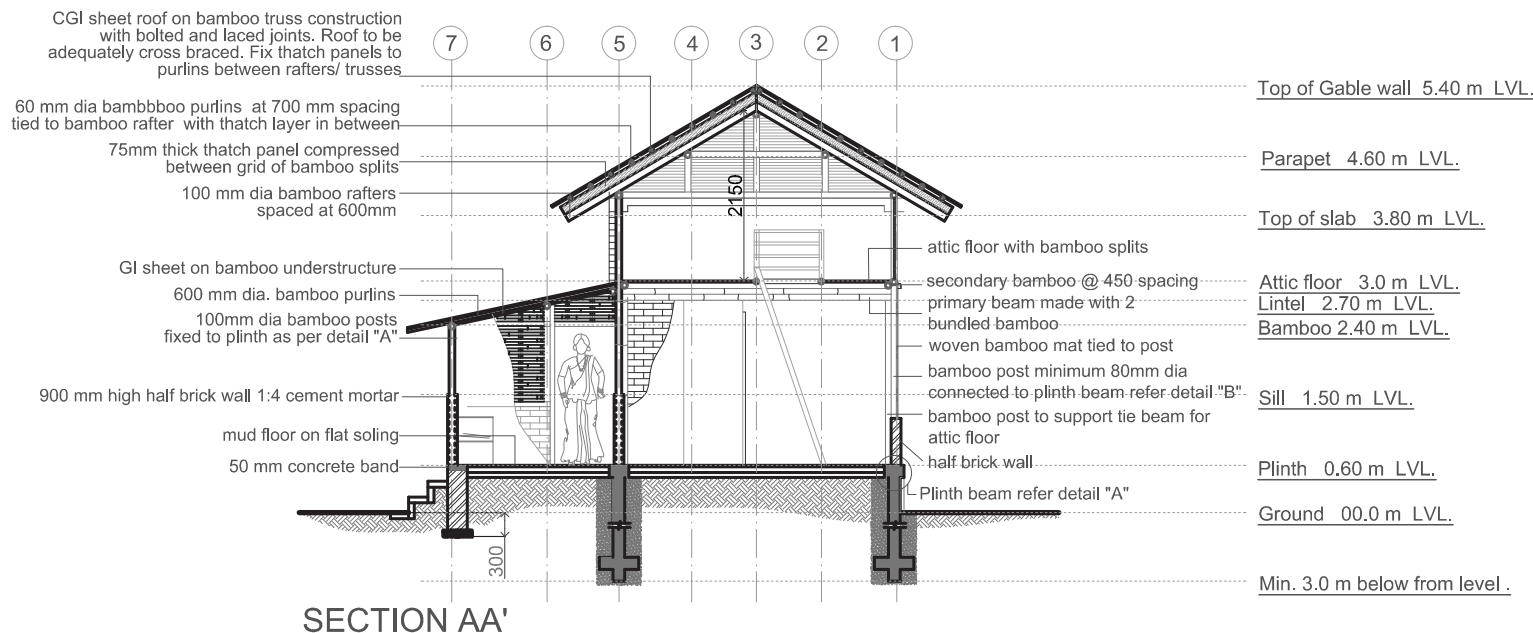 CGI sheet roof on bamboo truss construction
with bolted and laced joints. Roof to be
adequately cross braced. Fix thatch panels to
purlins between rafters/ trusses
60 mm dia bambbboo purlins at 700 mm spacing
tied to bamboo rafter with thatch layer in between
75mm thick thatch panel compressed
between grid of bamboo splits
100 mm dia bamboo rafters
spaced at 600mm
GI sheet on bamboo understructure
600 mm dia. bamboo purlins
100mm dia bamboo posts
fixed to plinth as per detail "A"
900 mm high half brick wall 1:4 cement mortar
mud floor on flat soling
50 mm concrete band
7
6
5
4
3
2
1
2150
300
attic floor with bamboo splits
secondary bamboo @ 450 spacing
primary beam made with 2
bundled bamboo
woven bamboo mat tied to post
bamboo post minimum 80mm dia
connected to plinth beam refer detail "B"
bamboo post to support tie beam for
attic floor
half brick wall
Plinth beam refer detail "A"
Top of Gable wall 5.40 m LVL.
Parapet 4.60 m LVL.
Top of slab 3.80 m LVL.
Attic floor 3.0 m LVL.
Lintel 2.70 m LVL.
Bamboo 2.40 m LVL.
Sill 1.50 m LVL.
Plinth 0.60 m LVL.
Ground 00.0 m LVL.
Min. 3.0 m below from level .
SECTION AA'